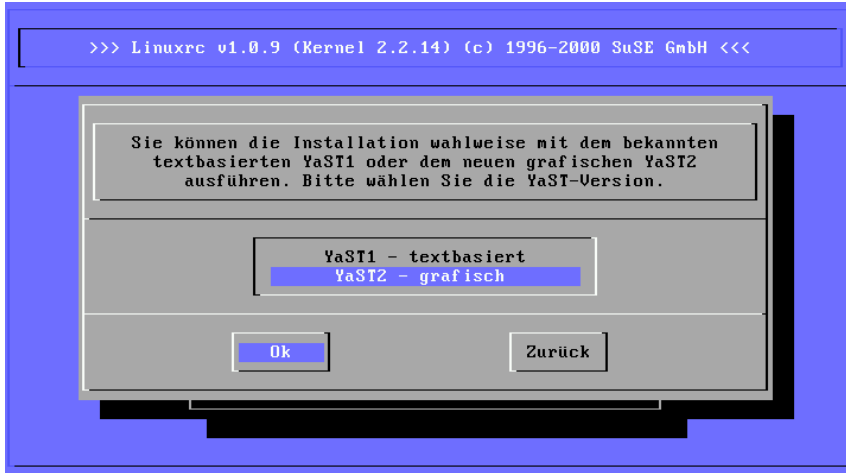 >>> Linuxrc v1.0.9 (Kernel 2.2.14) (c) 1996-2000 SuSE GmbH <<<
Sie können die Installation wahlweise mit dem bekannten
textbasierten YaST1 oder dem neuen grafischen YaST2
ausführen. Bitte wählen Sie die YaST-Version.
YaST1 - textbasiert
YaST2 - grafisch
Ok
Zurück